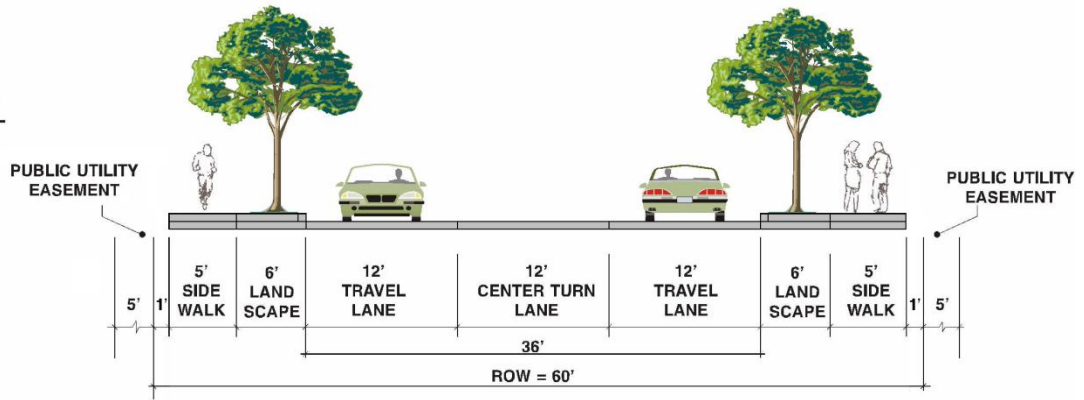 PUBLIC UTILITY
EASEMENT
PUBLIC UTILITY
EASEMENT
5'
1'
5'
SIDE
WALK
6'
LAND
SCAPE
12'
TRAVEL
LANE
12'
CENTER TURN
LANE
12'
TRAVEL
LANE
6'
LAND
SCAPE
5'
SIDE
WALK
1'
5'
36'
ROW = 60'